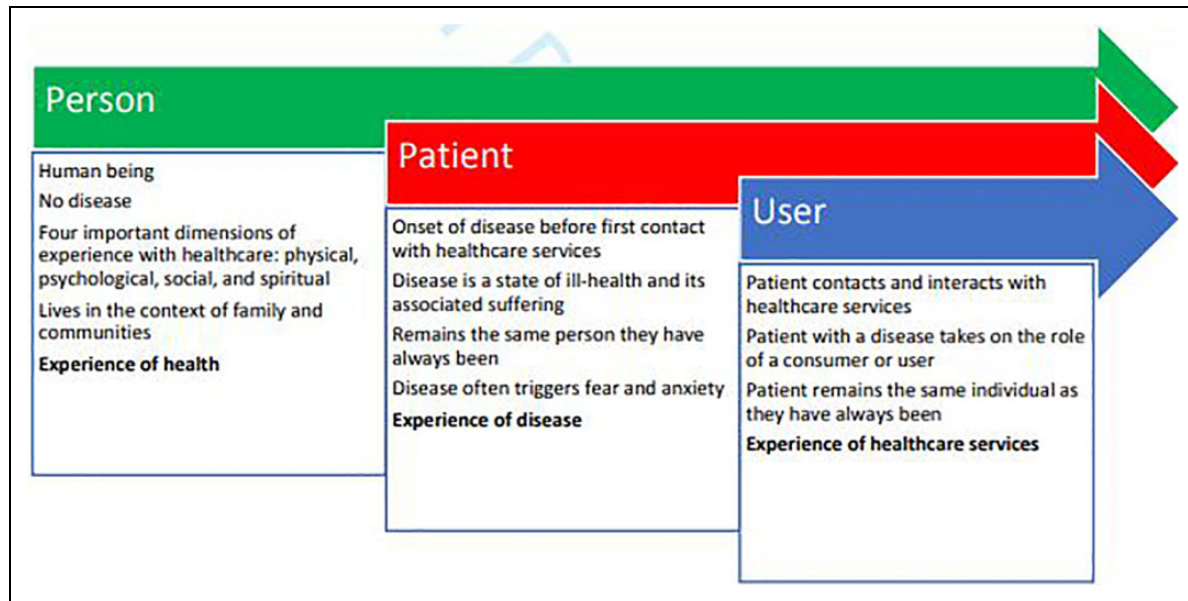 Person
Human being
No disease
Four important dimensions of
experience with healthcare: physical,
psychological, social, and spiritual
Lives in the context of family and
communities
Experience of health
Patient
Onset of disease before first contact
with healthcare services
Disease is a state of ill-health and its
associated suffering
Remains the same person they have
always been
Disease often triggers fear and anxiety
Experience of disease
User
Patient contacts and interacts with
healthcare services
Patient with a disease takes on the role
of a consumer or user
Patient remains the same individual as
they have always been
Experience of healthcare services